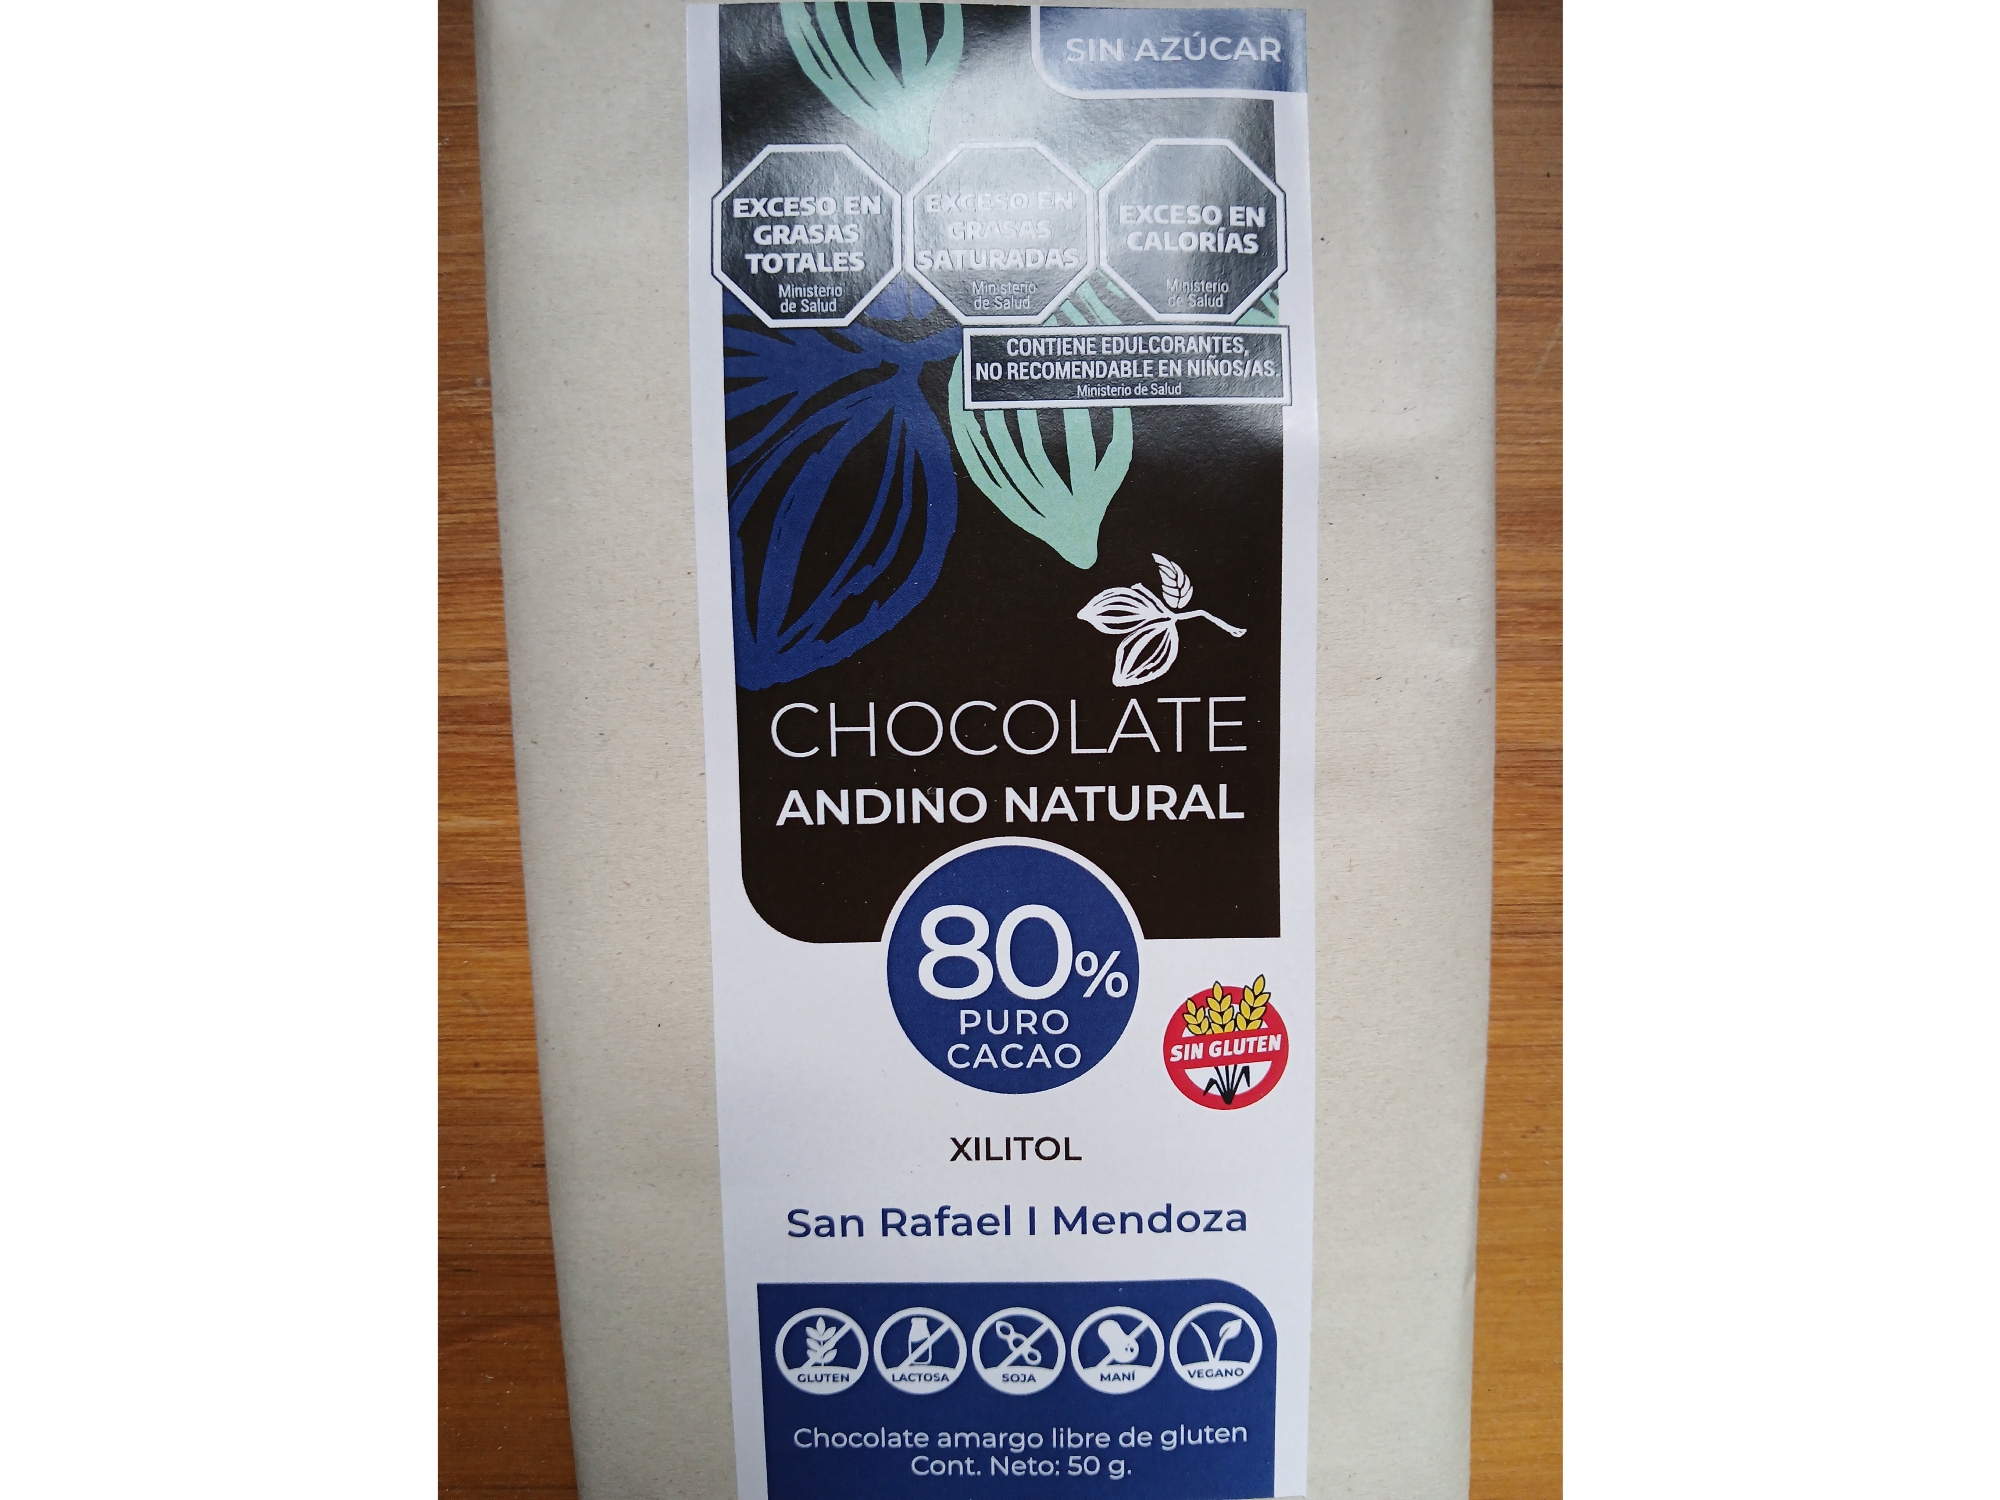 SIN AZÚCAR
EXCESO EN
GRASAS
TOTALES
Ministerio
de Salud
EXCESO EN
GRASAS
SATURADAS
Ministerio
de Salud
EXCESO EN
CALORÍAS
Ministerio
de Salud
CONTIENE EDULCORANTES,
NO RECOMENDABLE EN NIÑOS/AS.
Ministerio de Salud
CHOCOLATE
ANDINO NATURAL
80%
PURO
CACAO
SIN GLUTEN
XILITOL
San Rafael I Mendoza
GLUTEN
LACTOSA
SOJA
MANÍ
VEGANO
Chocolate amargo libre de gluten
Cont. Neto: 50 g.